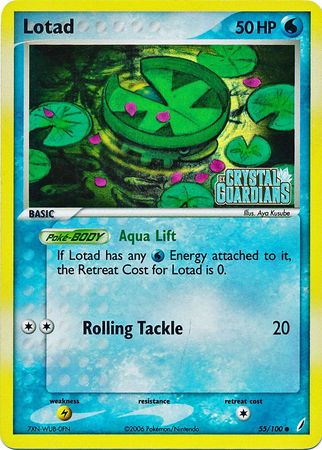 Lotad
50 HP
EX
CRYSTAL
GUARDIANS
BASIC
Illus. Aya Kusube
Poké-BODY Aqua Lift
If Lotad has any Energy attached to it,
the Retreat Cost for Lotad is 0.
Rolling Tackle 20
weakness resistance retreat cost
7XN-WUB-0FN ©2006 Pokémon/Nintendo 55/100